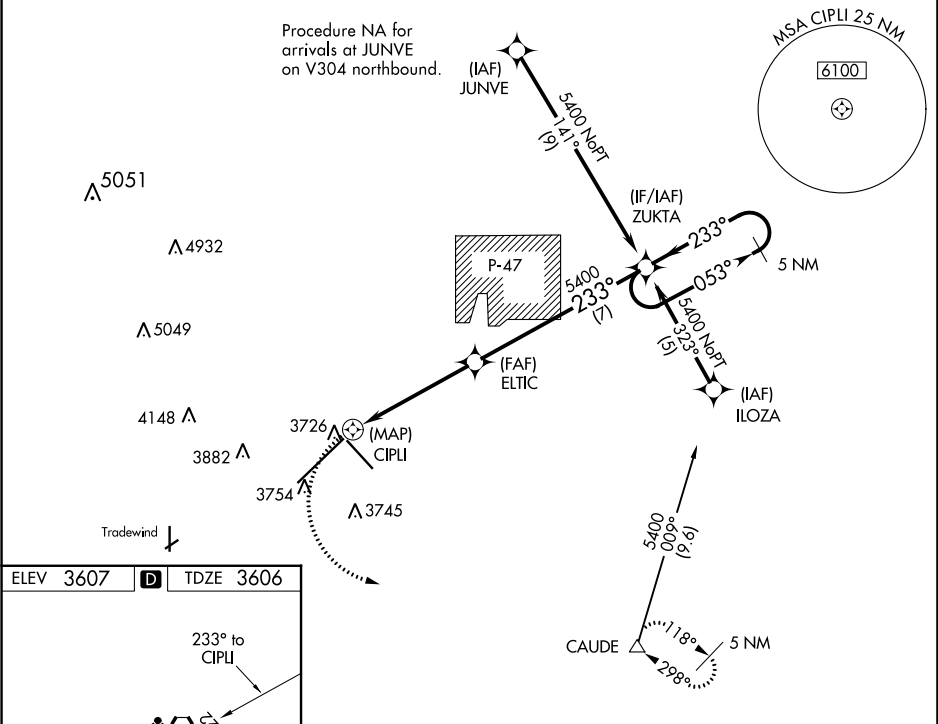 Procedure NA for
arrivals at JUNVE
on V304 northbound.
MSA CIPLI 25 NM
6100
(IAF)
JUNVE
5400 NoPT
141°
(9)
5051
4932
5049
4148
3882
(IF/IAF)
ZUKTA
P-47
233°
053°
5 NM
5400
233°
(7)
5400 NoPT
323°
(5)
(FAF)
ELTIC
(IAF)
ILOZA
3726
(MAP)
CIPLI
3754
3745
Tradewind
5400
009°
(9.6)
CAUDE
118°
298°
5 NM
ELEV 3607 D TDZE 3606
233° to
CIPLI